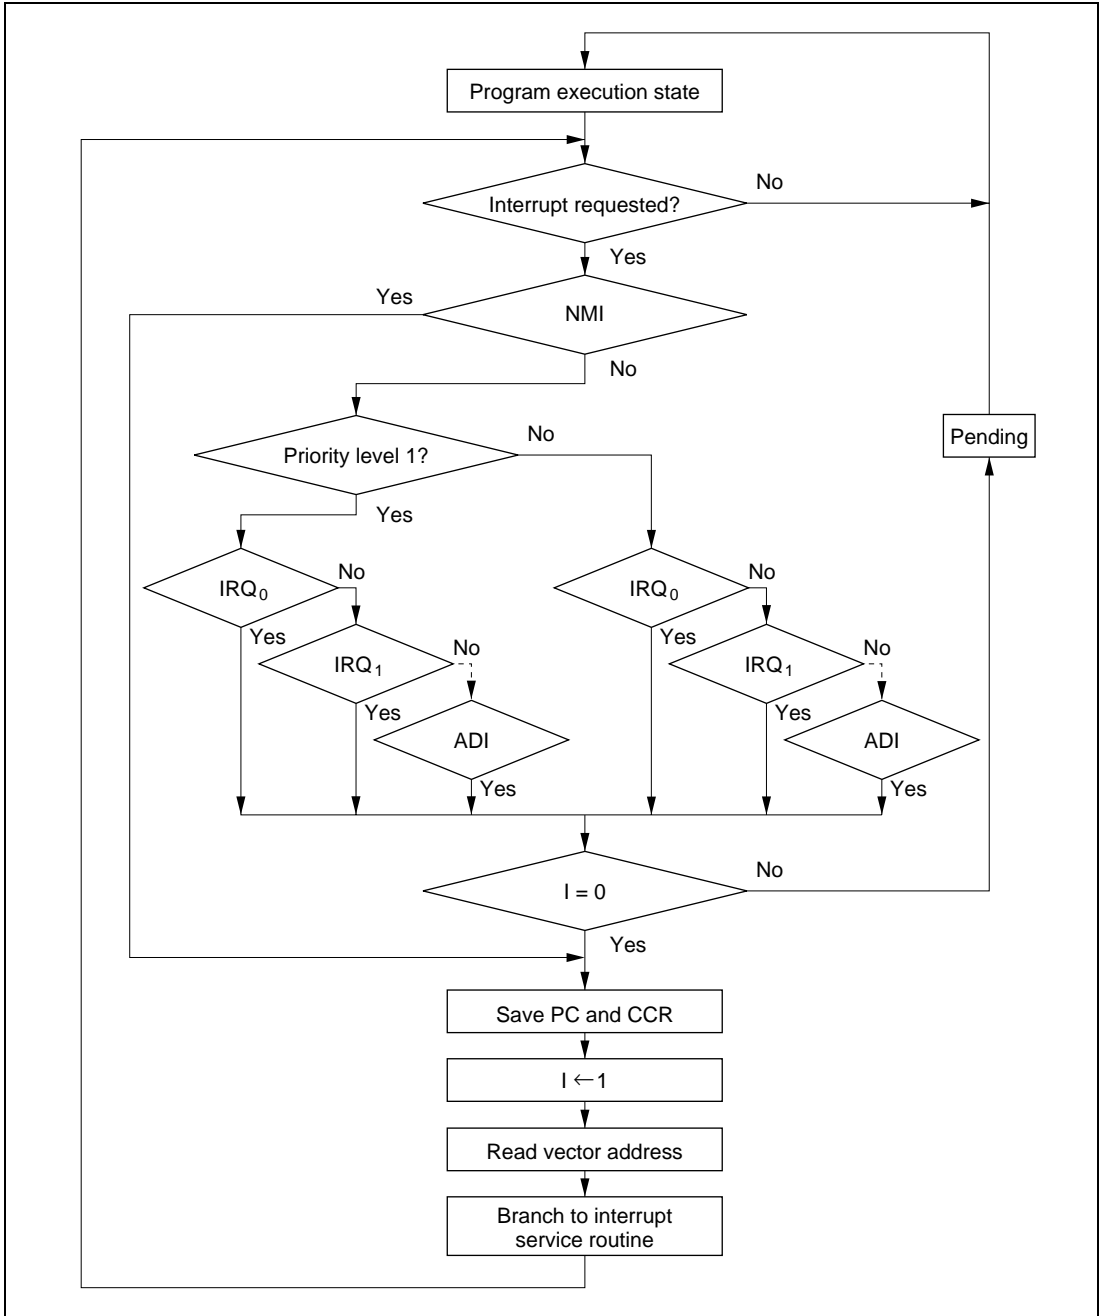 Program execution state
No
Interrupt requested?
Yes
Yes
NMI
No
Pending
No
Priority level 1?
Yes
No
No
IRQ0
IRQ0
Yes
No
Yes
No
IRQ1
IRQ1
Yes
Yes
ADI
ADI
Yes
Yes
No
I = 0
Yes
Save PC and CCR
I ←1
Read vector address
Branch to interrupt
service routine